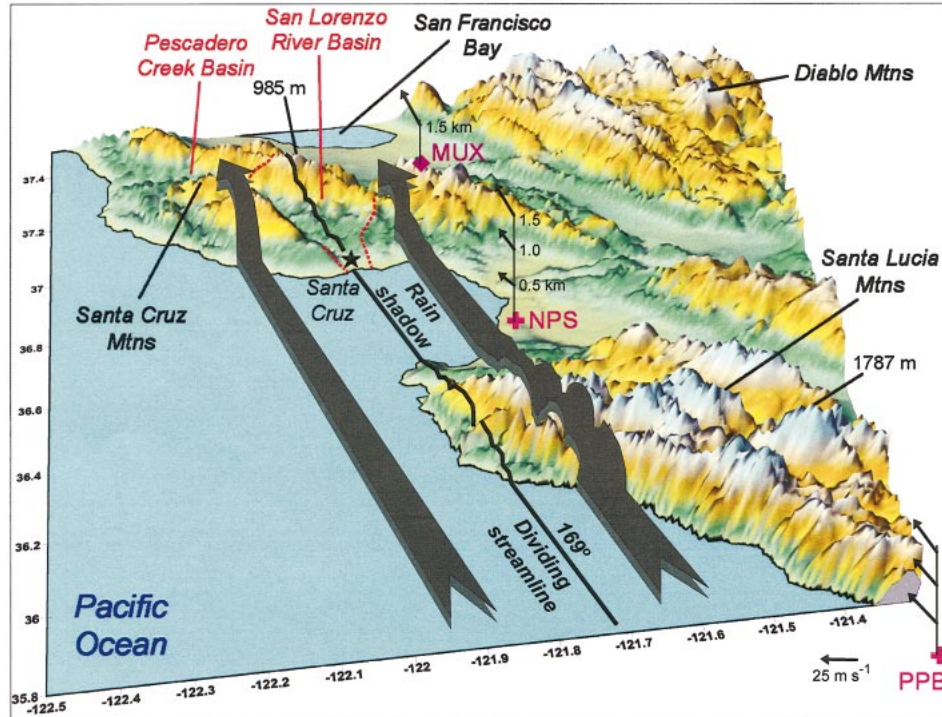 San Lorenzo
River Basin
San Francisco
Bay
Pescadero
Creek Basin
Diablo Mtns
985 m
1.5 km
MUX
37.4
1.5
37.2
1.0
Santa Lucia
Mtns
0.5 km
37
Santa
Cruz
Rain
shadow
NPS
Santa Cruz
Mtns
36.8
1787 m
36.6
36.4
36.2
169º
Dividing
streamline
Pacific
Ocean
36
35.8
-122.5
-122.4
-122.3
-122.2
-122.1
-122
-121.9
-121.8
-121.7
-121.6
-121.5
-121.4
25 m s-1
PPB